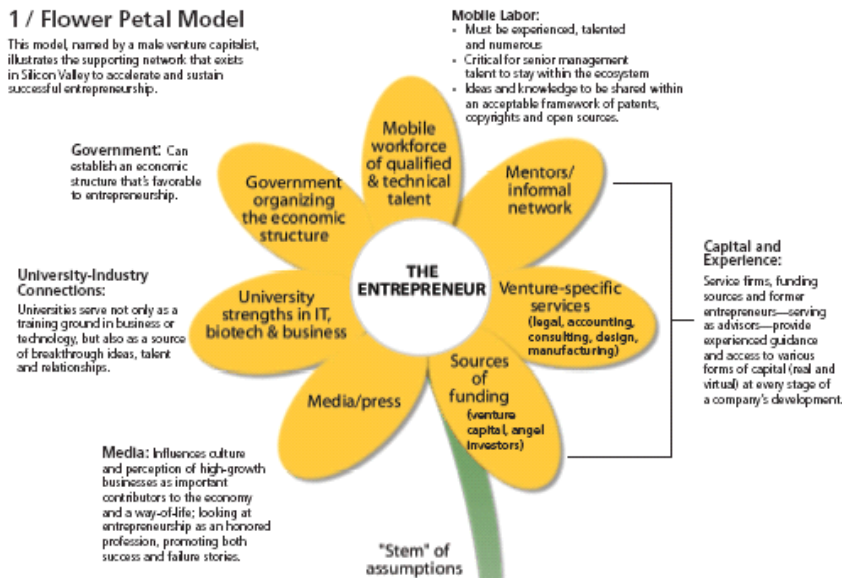 1 / Flower Petal Model
This model, named by a male venture capitalist,
illustrates the supporting network that exists
in Silicon Valley to accelerate and sustain
successful entrepreneurship.
Mobile Labor:
• Must be experienced, talented
and numerous
• Critical for senior management
talent to stay within the ecosystem
• Ideas and knowledge to be shared within
an acceptable framework of patents,
copyrights and open sources.
Government: Can
establish an economic
structure that's favorable
to entrepreneurship.
Mobile
workforce
of qualified
& technical
talent
Government
organizing
the economic
structure
Mentors/
informal
network
THE
ENTREPRENEUR
University-Industry
Connections:
Universities serve not only as a
training ground in business or
technology, but also as a source
of breakthrough ideas, talent
and relationships.
University
strengths in IT,
biotech & business
Venture-specific
services
(legal, accounting,
consulting, design,
manufacturing)
Capital and
Experience:
Service firms, funding
sources and former
entrepreneurs—serving
as advisors—provide
experienced guidance
and access to various
forms of capital (real and
virtual) at every stage of
a company's development.
Media/press
Sources
of
funding
(venture
capital, angel
investors)
Media: Influences culture
and perception of high-growth
businesses as important
contributors to the economy
and a way-of-life; looking at
entrepreneurship as an honored
profession, promoting both
success and failure stories.
"Stem" of
assumptions